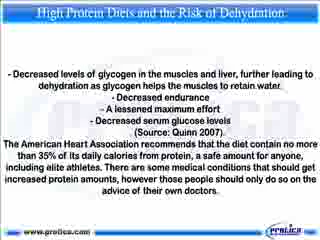 High Protein Diets and the Risk of Dehydration
- Decreased levels of glycogen in the muscles and liver, further leading to
dehydration as glycogen helps the muscles to retain water.
- Decreased endurance
- A lessened maximum effort
- Decreased serum glucose levels
(Source: Quinn 2007).
The American Heart Association recommends that the diet contain no more
than 35% of its daily calories from protein, a safe amount for anyone,
including elite athletes. There are some medical conditions that should get
increased protein amounts, however those people should only do so on the
advice of their own doctors.
www.protica.com
Protica